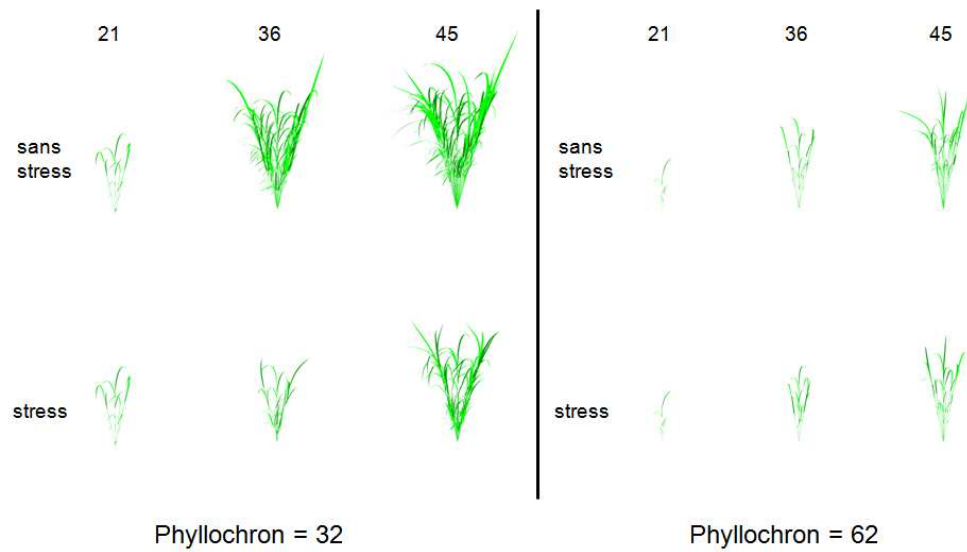 21 36 45
sans
stress
stress
Phyllochron = 32
21 36 45
sans
stress
stress
Phyllochron = 62